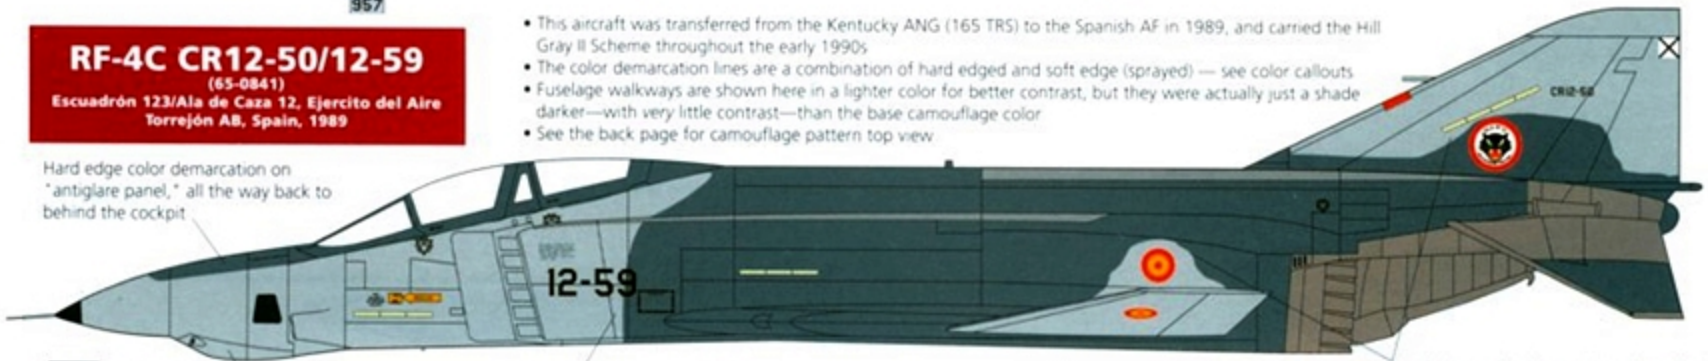 957
RF-4C CR12-50/12-59
(65-0841)
Escuadrón 123/Ala de Caza 12, Ejercito del Aire
Torrejón AB, Spain, 1989
• This aircraft was transferred from the Kentucky ANG (165 TRS) to the Spanish AF in 1989, and carried the Hill
Gray II Scheme throughout the early 1990s
• The color demarcation lines are a combination of hard edged and soft edge (sprayed) — see color callouts
• Fuselage walkways are shown here in a lighter color for better contrast, but they were actually just a shade
darker—with very little contrast—than the base camouflage color
• See the back page for camouflage pattern top view
Hard edge color demarcation on
"antiglare panel," all the way back to
behind the cockpit
CR12-50
12-59